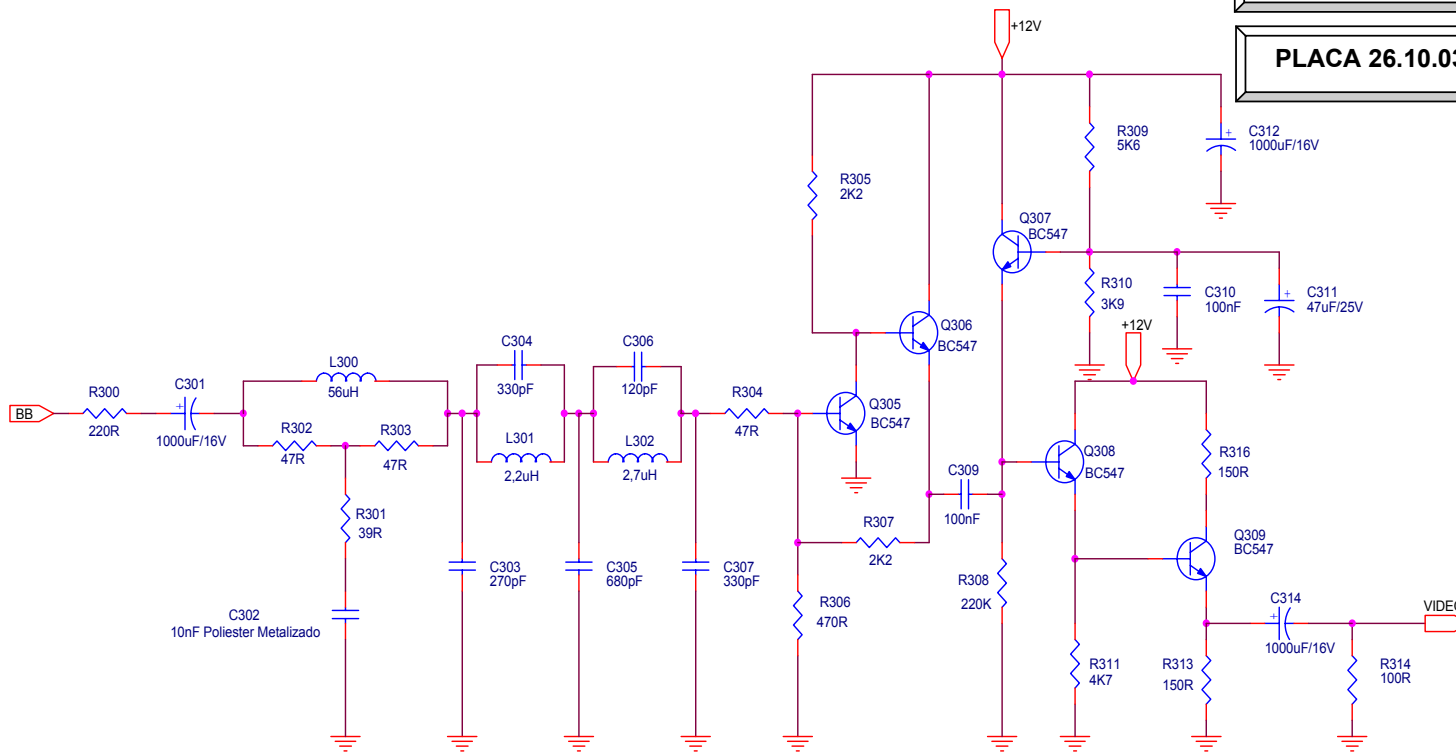 +12V
PLACA 26.10.03
R309
5K6
C312
+
1000uF/16V
R305
2K2
Q307
BC547
R310
3K9
C310
100nF
+
C311
47uF/25V
Q306
BC547
+12V
C304
330pF
C306
120pF
L300
56uH
R300
220R
C301
+
1000uF/16V
BB
R302
47R
R303
47R
L301
2,2uH
L302
2,7uH
R304
47R
Q305
BC547
Q308
BC547
R316
150R
C309
100nF
R301
39R
R307
2K2
Q309
BC547
C303
270pF
C305
680pF
C307
330pF
R308
220K
C302
10nF Poliester Metalizado
R306
470R
C314
+
1000uF/16V
VIDEO
R311
4K7
R313
150R
R314
100R